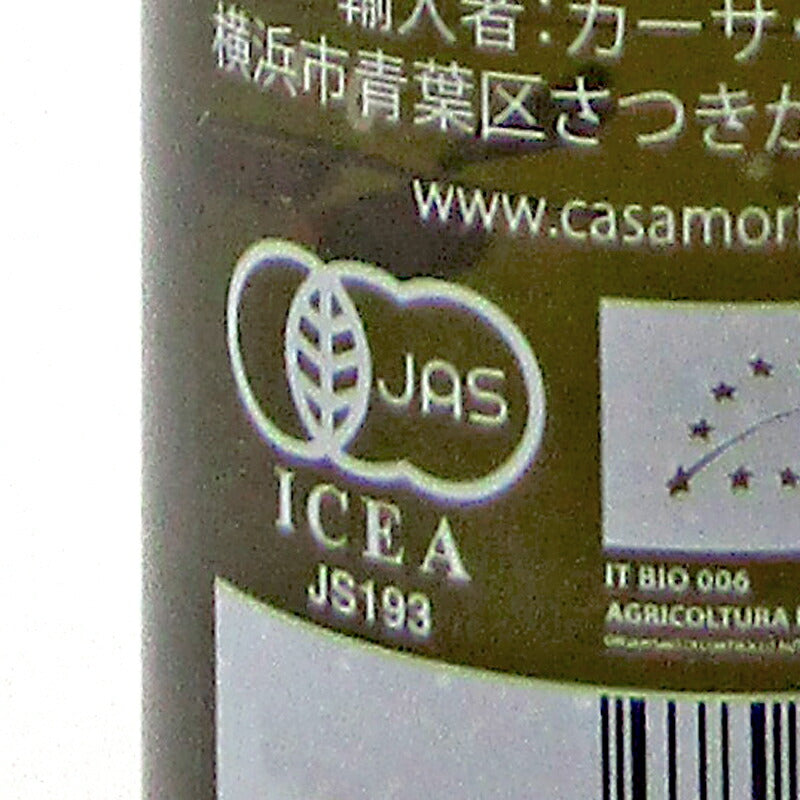 輸入者:カーサ・
横浜市青葉区さつきが
www.casamori
JAS
ICEA
JS193
IT BIO 006
AGRICOLTURA